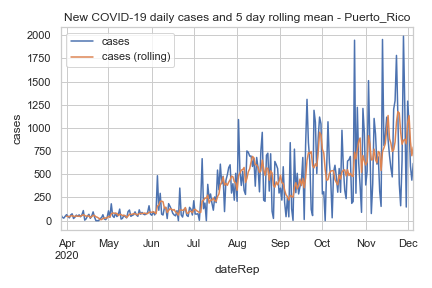 New COVID-19 daily cases and 5 day rolling mean - Puerto_Rico
cases
cases (rolling)
2000
1750
1500
1250
1000
750
500
250
0
cases
Apr May Jun Jul Aug Sep Oct Nov Dec
2020
dateRep